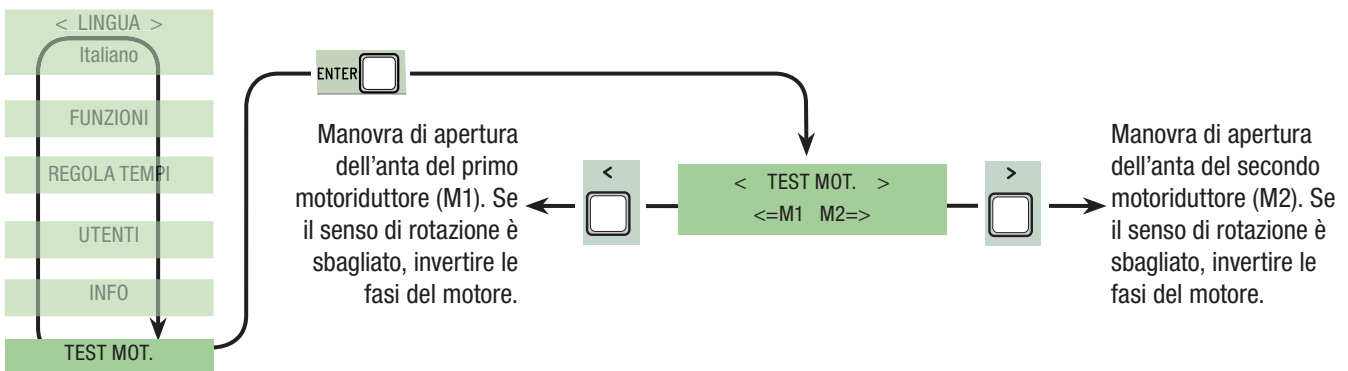 < LINGUA >
Italiano
FUNZIONI
REGOLA TEMPI
UTENTI
INFO
TEST MOT.
ENTER
Manovra di apertura
dell'anta del primo
motoriduttore (M1). Se
il senso di rotazione è
sbagliato, invertire le
fasi del motore.
<
< TEST MOT. >
<=M1 M2=>
>
Manovra di apertura
dell'anta del secondo
motoriduttore (M2). Se
il senso di rotazione è
sbagliato, invertire le
fasi del motore.